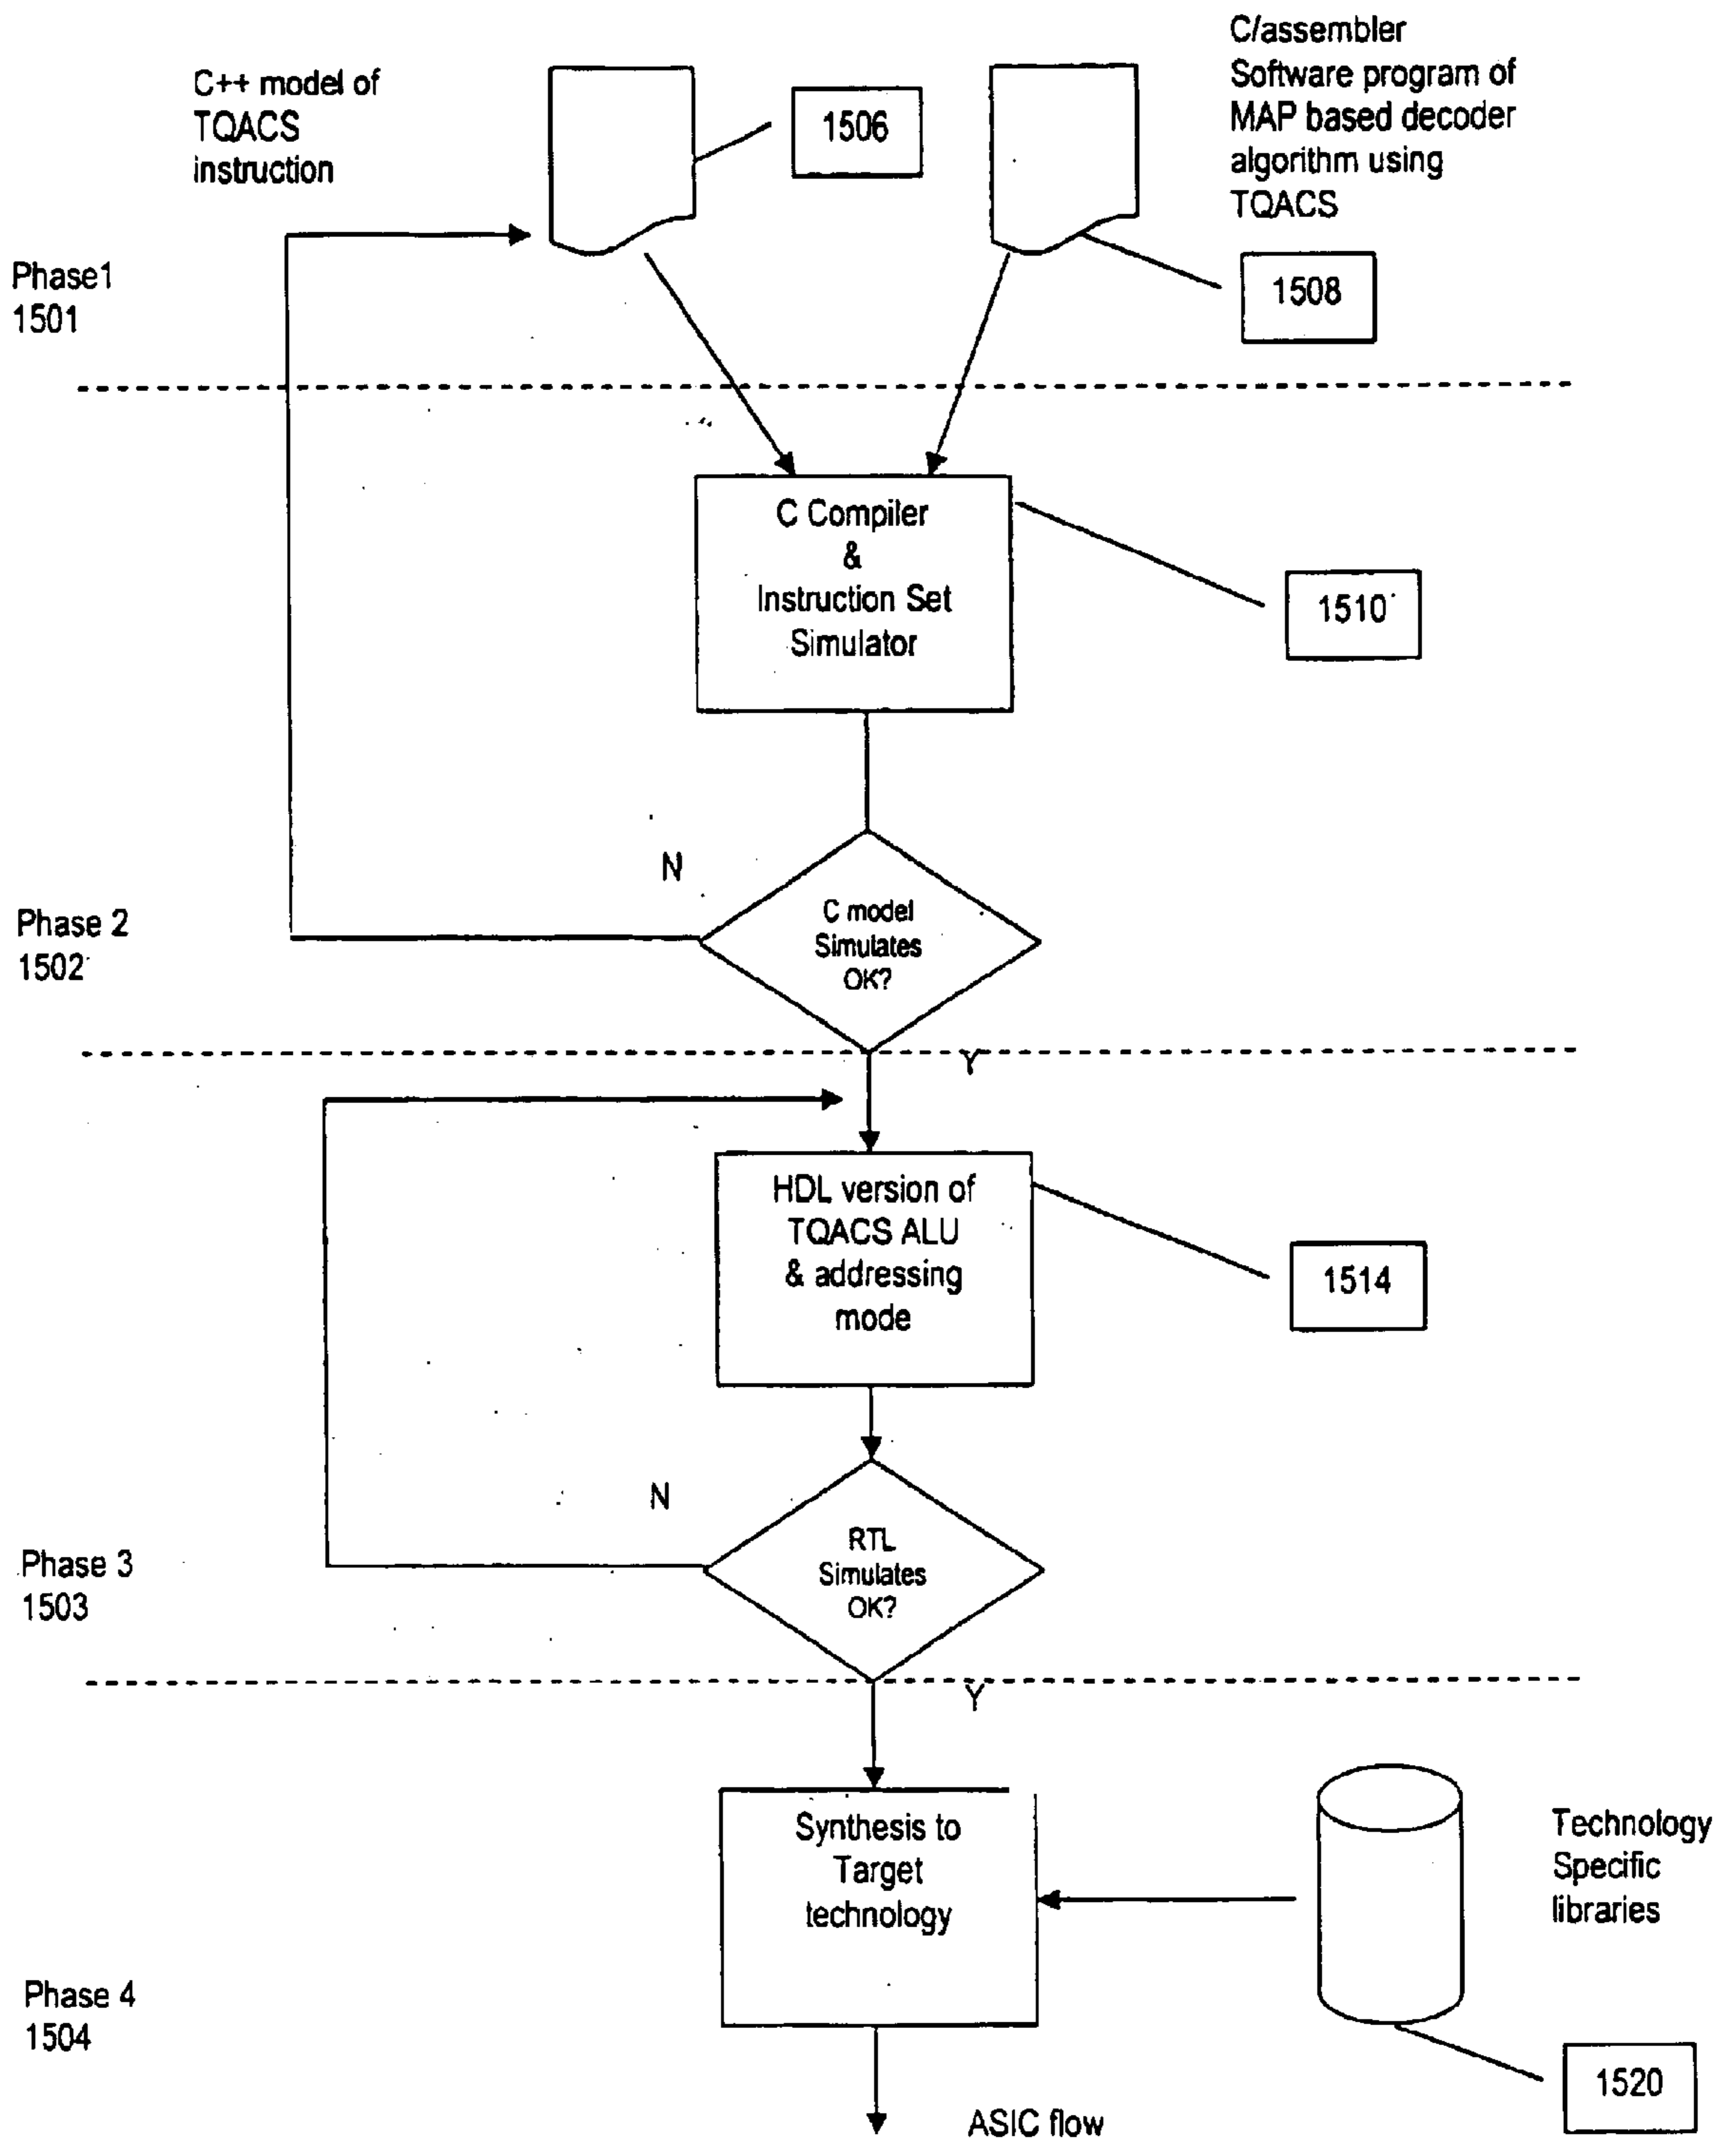 C++ model of
TQACS
instruction
1506
C/assembler
Software program of
MAP based decoder
algorithm using
TQACS
1508
Phase1
1501
C Compiler
&
Instruction Set
Simulator
1510
N
C model
Simulates
OK?
Phase 2
1502
Y
HDL version of
TQACS ALU
& addressing
mode
1514
N
RTL
Simulates
OK?
Phase 3
1503
Y
Synthesis to
Target
technology
Technology
Specific
libraries
Phase 4
1504
1520
ASIC flow